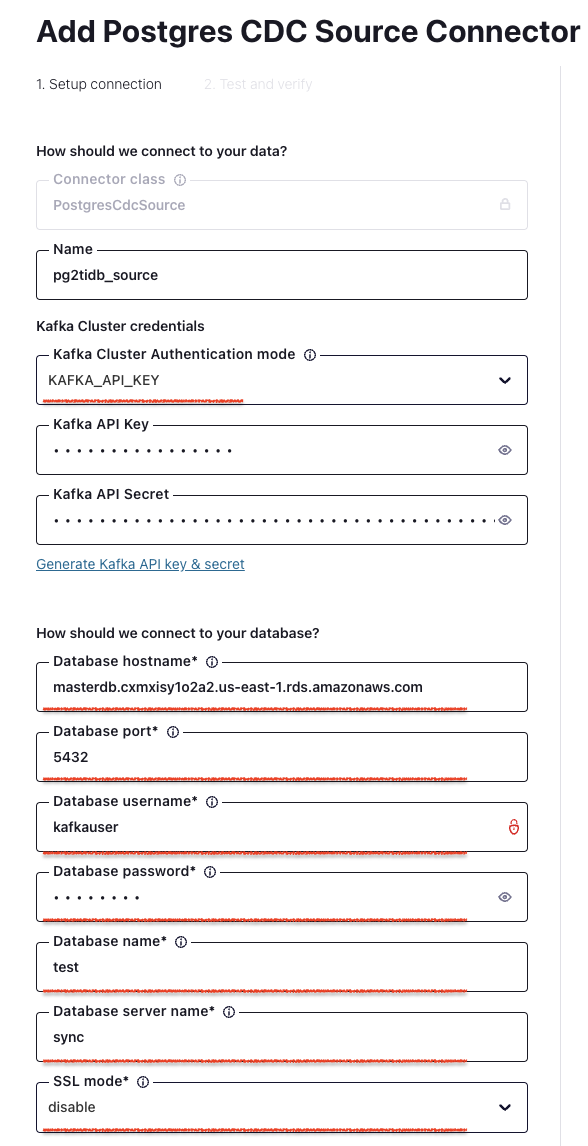 Add Postgres CDC Source Connector
1. Setup connection
2. Test and verify
How should we connect to your data?
Connector class
PostgresCdcSource
Name
pg2tidb_source
Kafka Cluster credentials
Kafka Cluster Authentication mode
KAFKA_API_KEY
Kafka API Key
Kafka API Secret
Generate Kafka API key & secret
How should we connect to your database?
Database hostname*
masterdb.cxmxisy1o2a2.us-east-1.rds.amazonaws.com
Database port*
5432
Database username*
kafkauser
Database password*
Database name*
test
Database server name*
sync
SSL mode*
disable